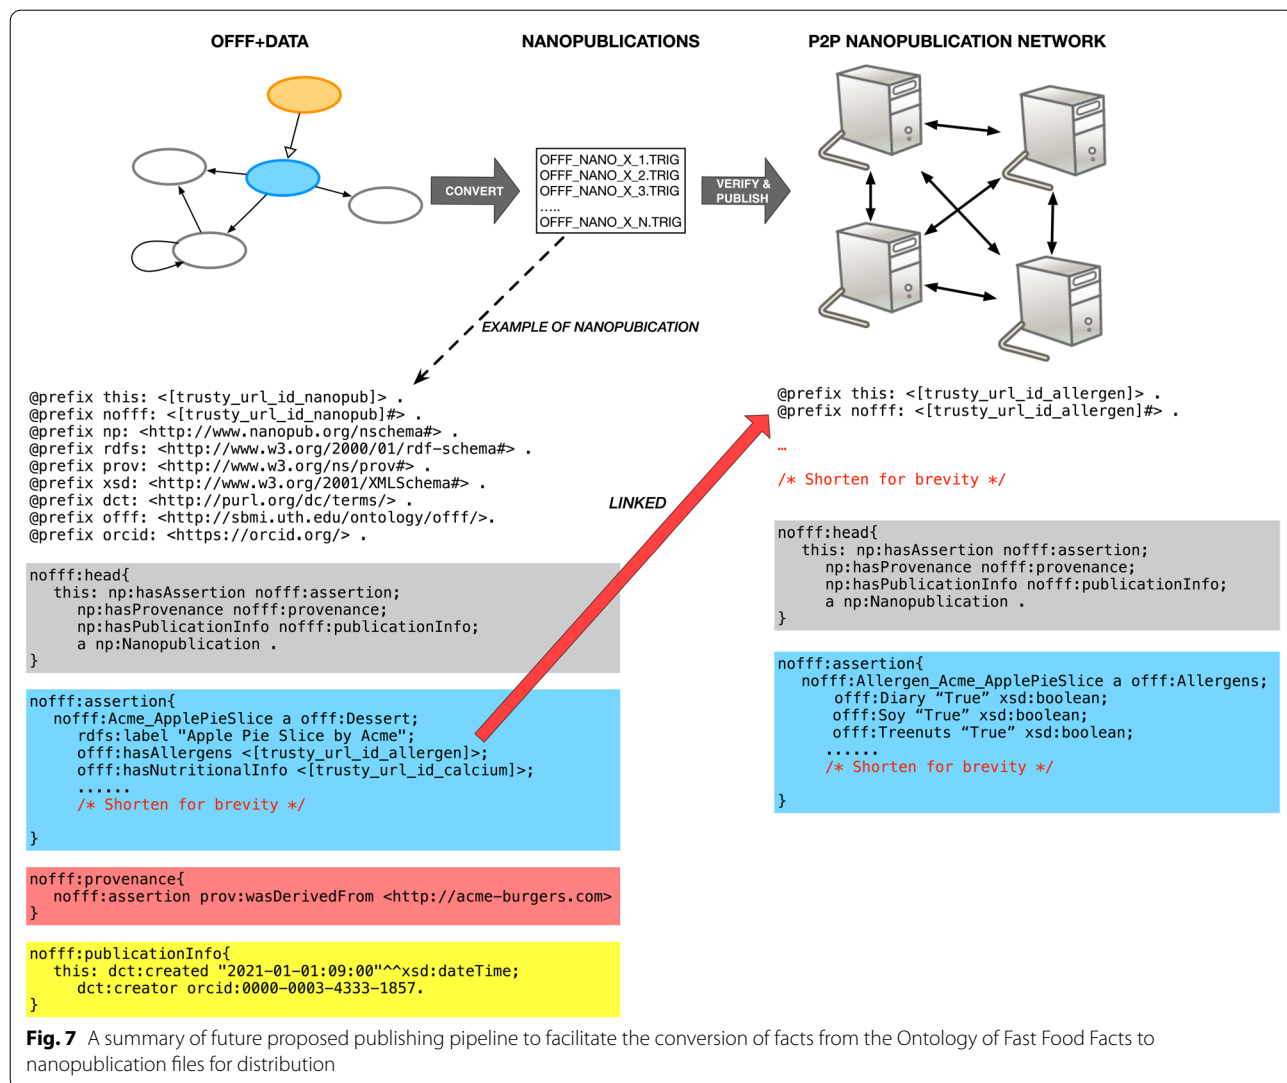 OFFF+DATA
NANOPUBLICATIONS
P2P NANOPUBLICATION NETWORK
CONVERT
OFFF_NANO_X_1.TRIG
OFFF_NANO_X_2.TRIG
OFFF_NANO_X_3.TRIG
.....
OFFF_NANO_X_N.TRIG
VERIFY &
PUBLISH
EXAMPLE OF NANOPUBICATION
@prefix this: <[trusty_url_id_nanopub]> .
@prefix nofff: <[trusty_url_id_nanopub]#> .
@prefix np: <http://www.nanopub.org/nschema#> .
@prefix rdfs: <http://www.w3.org/2000/01/rdf-schema#> .
@prefix prov: <http://www.w3.org/ns/prov#> .
@prefix xsd: <http://www.w3.org/2001/XMLSchema#> .
@prefix dct: <http://purl.org/dc/terms/> .
@prefix offf: <http://sbmi.uth.edu/ontology/offf/>.
@prefix orcid: <https://orcid.org/> .
nofff:head{
this: np:hasAssertion nofff:assertion;
np:hasProvenance nofff:provenance;
np:hasPublicationInfo nofff:publicationInfo;
a np:Nanopublication .
}
nofff:assertion{
nofff:Acme_ApplePieSlice a offf:Dessert;
rdfs:label "Apple Pie Slice by Acme";
offf:hasAllergens <[trusty_url_id_allergen]>;
offf:hasNutritionalInfo <[trusty_url_id_calcium]>;
......
/* Shorten for brevity */
}
nofff:provenance{
nofff:assertion prov:wasDerivedFrom <http://acme-burgers.com>
}
nofff:publicationInfo{
this: dct:created "2021-01-01:09:00"^^xsd:dateTime;
dct:creator orcid:0000-0003-4333-1857.
}
LINKED
@prefix this: <[trusty_url_id_allergen]> .
@prefix nofff: <[trusty_url_id_allergen]#> .
…
/* Shorten for brevity */
nofff:head{
this: np:hasAssertion nofff:assertion;
np:hasProvenance nofff:provenance;
np:hasPublicationInfo nofff:publicationInfo;
a np:Nanopublication .
}
nofff:assertion{
nofff:Allergen_Acme_ApplePieSlice a offf:Allergens;
offf:Diary “True” xsd:boolean;
offf:Soy “True” xsd:boolean;
offf:Treenuts “True” xsd:boolean;
......
/* Shorten for brevity */
}
Fig. 7 A summary of future proposed publishing pipeline to facilitate the conversion of facts from the Ontology of Fast Food Facts to
nanopublication files for distribution